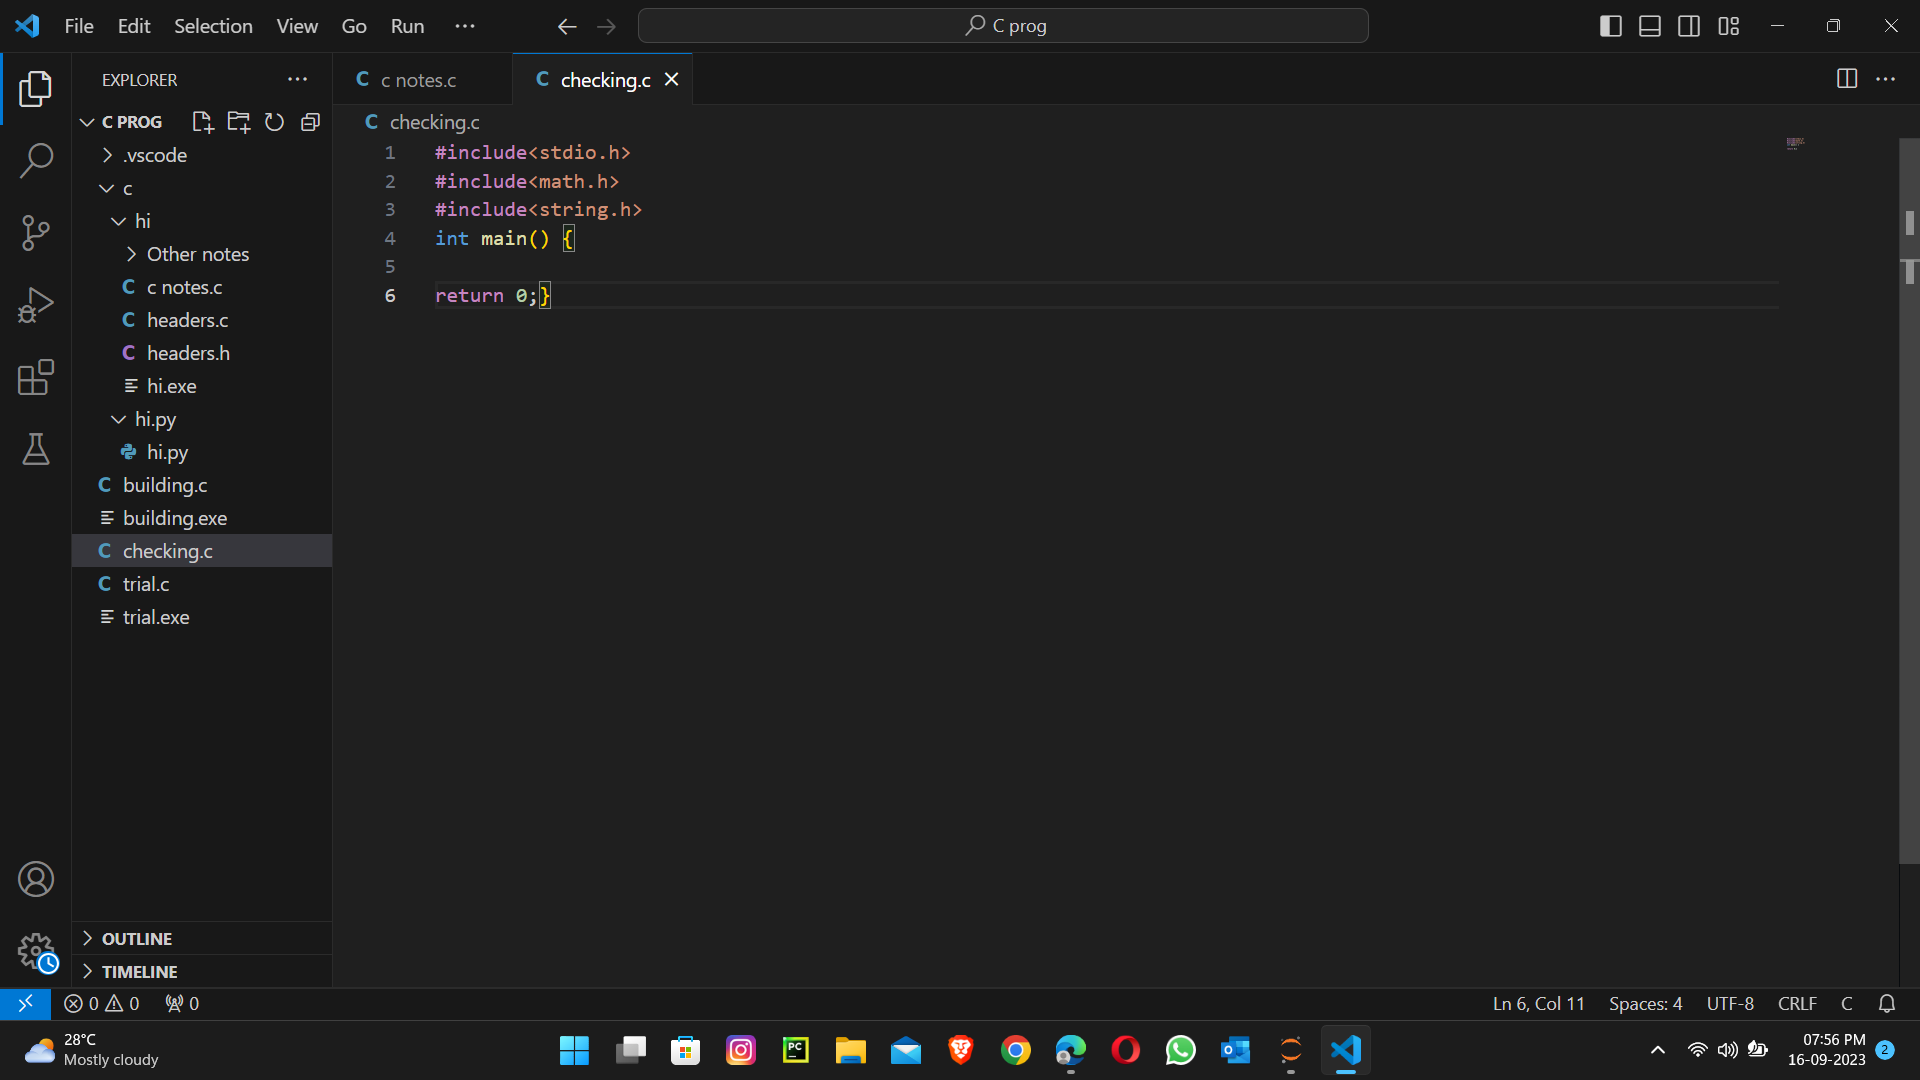 File Edit Selection View Go Run ···
C prog
EXPLORER ···
C c notes.c
C checking.c
C PROG
C checking.c
.vscode
c
hi
Other notes
C c notes.c
C headers.c
C headers.h
hi.exe
hi.py
hi.py
C building.c
building.exe
C checking.c
C trial.c
trial.exe
OUTLINE
TIMELINE
1 #include<stdio.h>
2 #include<math.h>
3 #include<string.h>
4 int main() {
5
6 return 0;}
0 0 0
Ln 6, Col 11 Spaces: 4 UTF-8 CRLF C
28°C
Mostly cloudy
PC
07:56 PM
16-09-2023
2